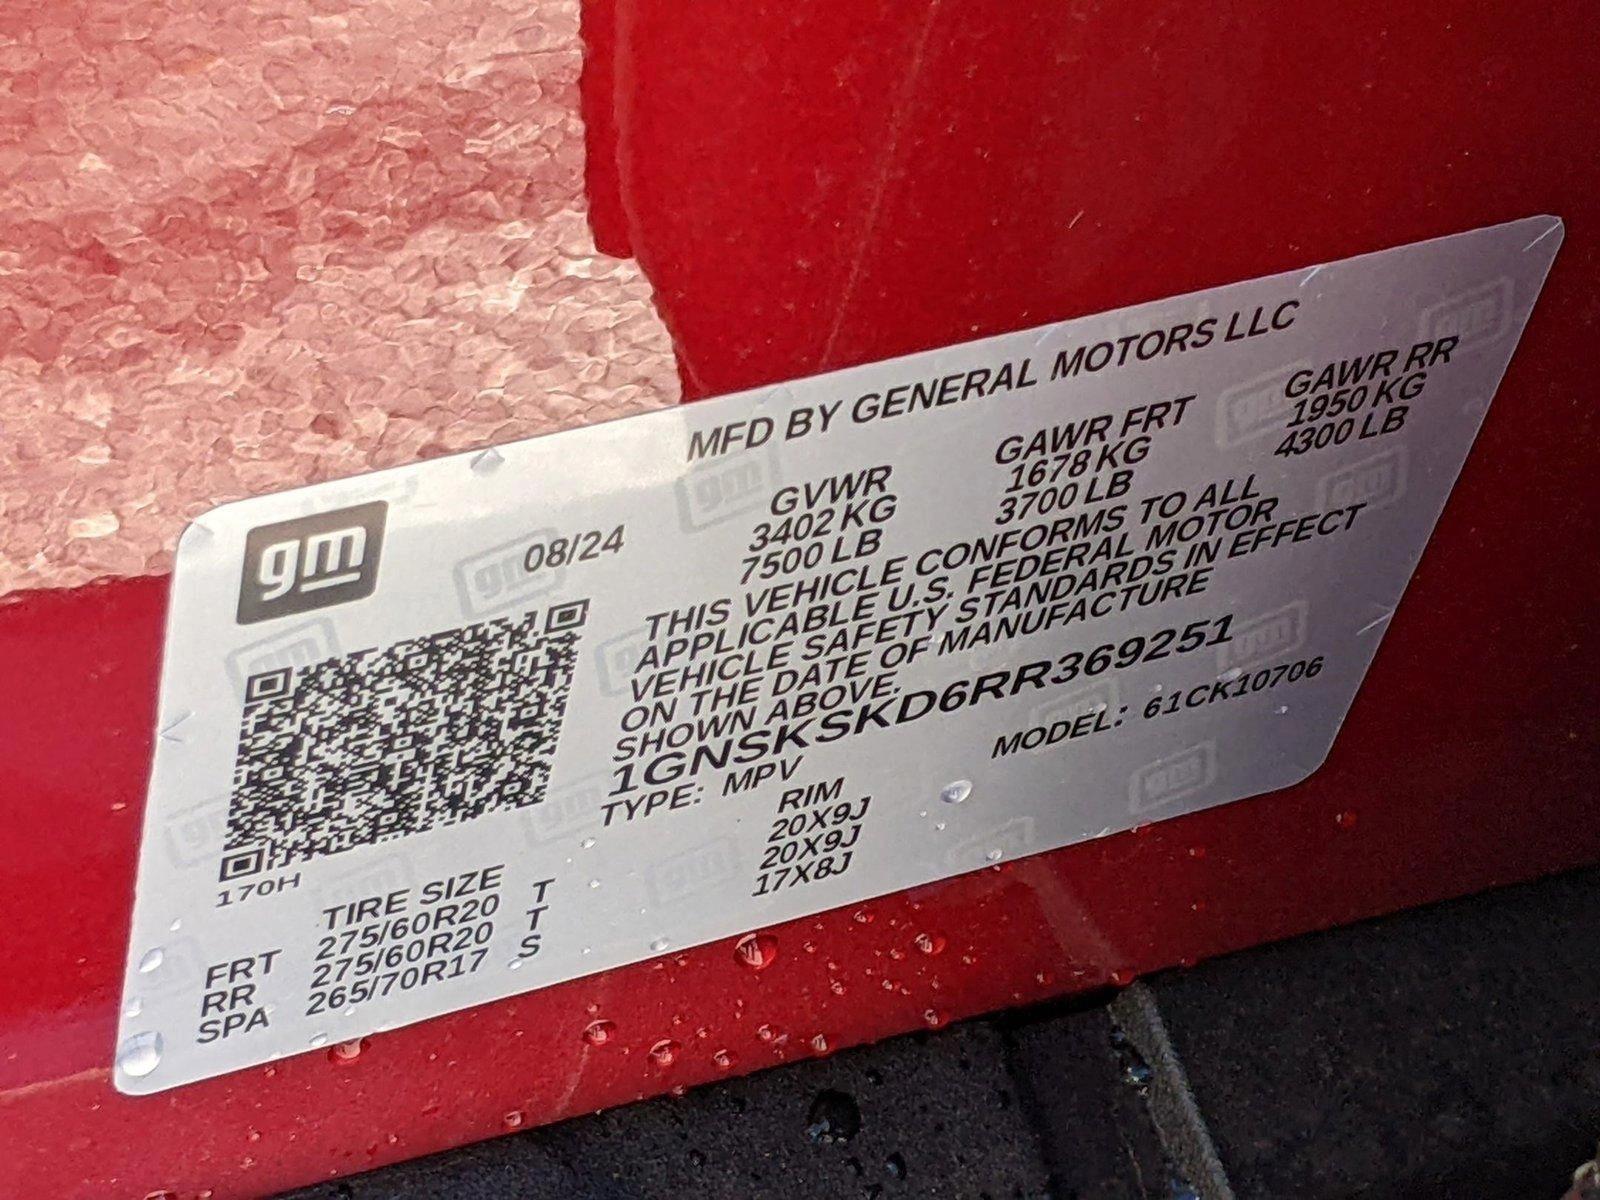 MFD BY GENERAL MOTORS LLC
gm
08/24
GVWR GAWR FRT GAWR RR
3402 KG 1678 KG 1950 KG
7500 LB 3700 LB 4300 LB
THIS VEHICLE CONFORMS TO ALL
APPLICABLE U.S. FEDERAL MOTOR
VEHICLE SAFETY STANDARDS IN EFFECT
ON THE DATE OF MANUFACTURE
SHOWN ABOVE.
1GNSKSKD6RR369251
TYPE: MPV MODEL: 61CK10706
170H
TIRE SIZE RIM
FRT 275/60R20 T 20X9J
RR 275/60R20 T 20X9J
SPA 265/70R17 S 17X8J